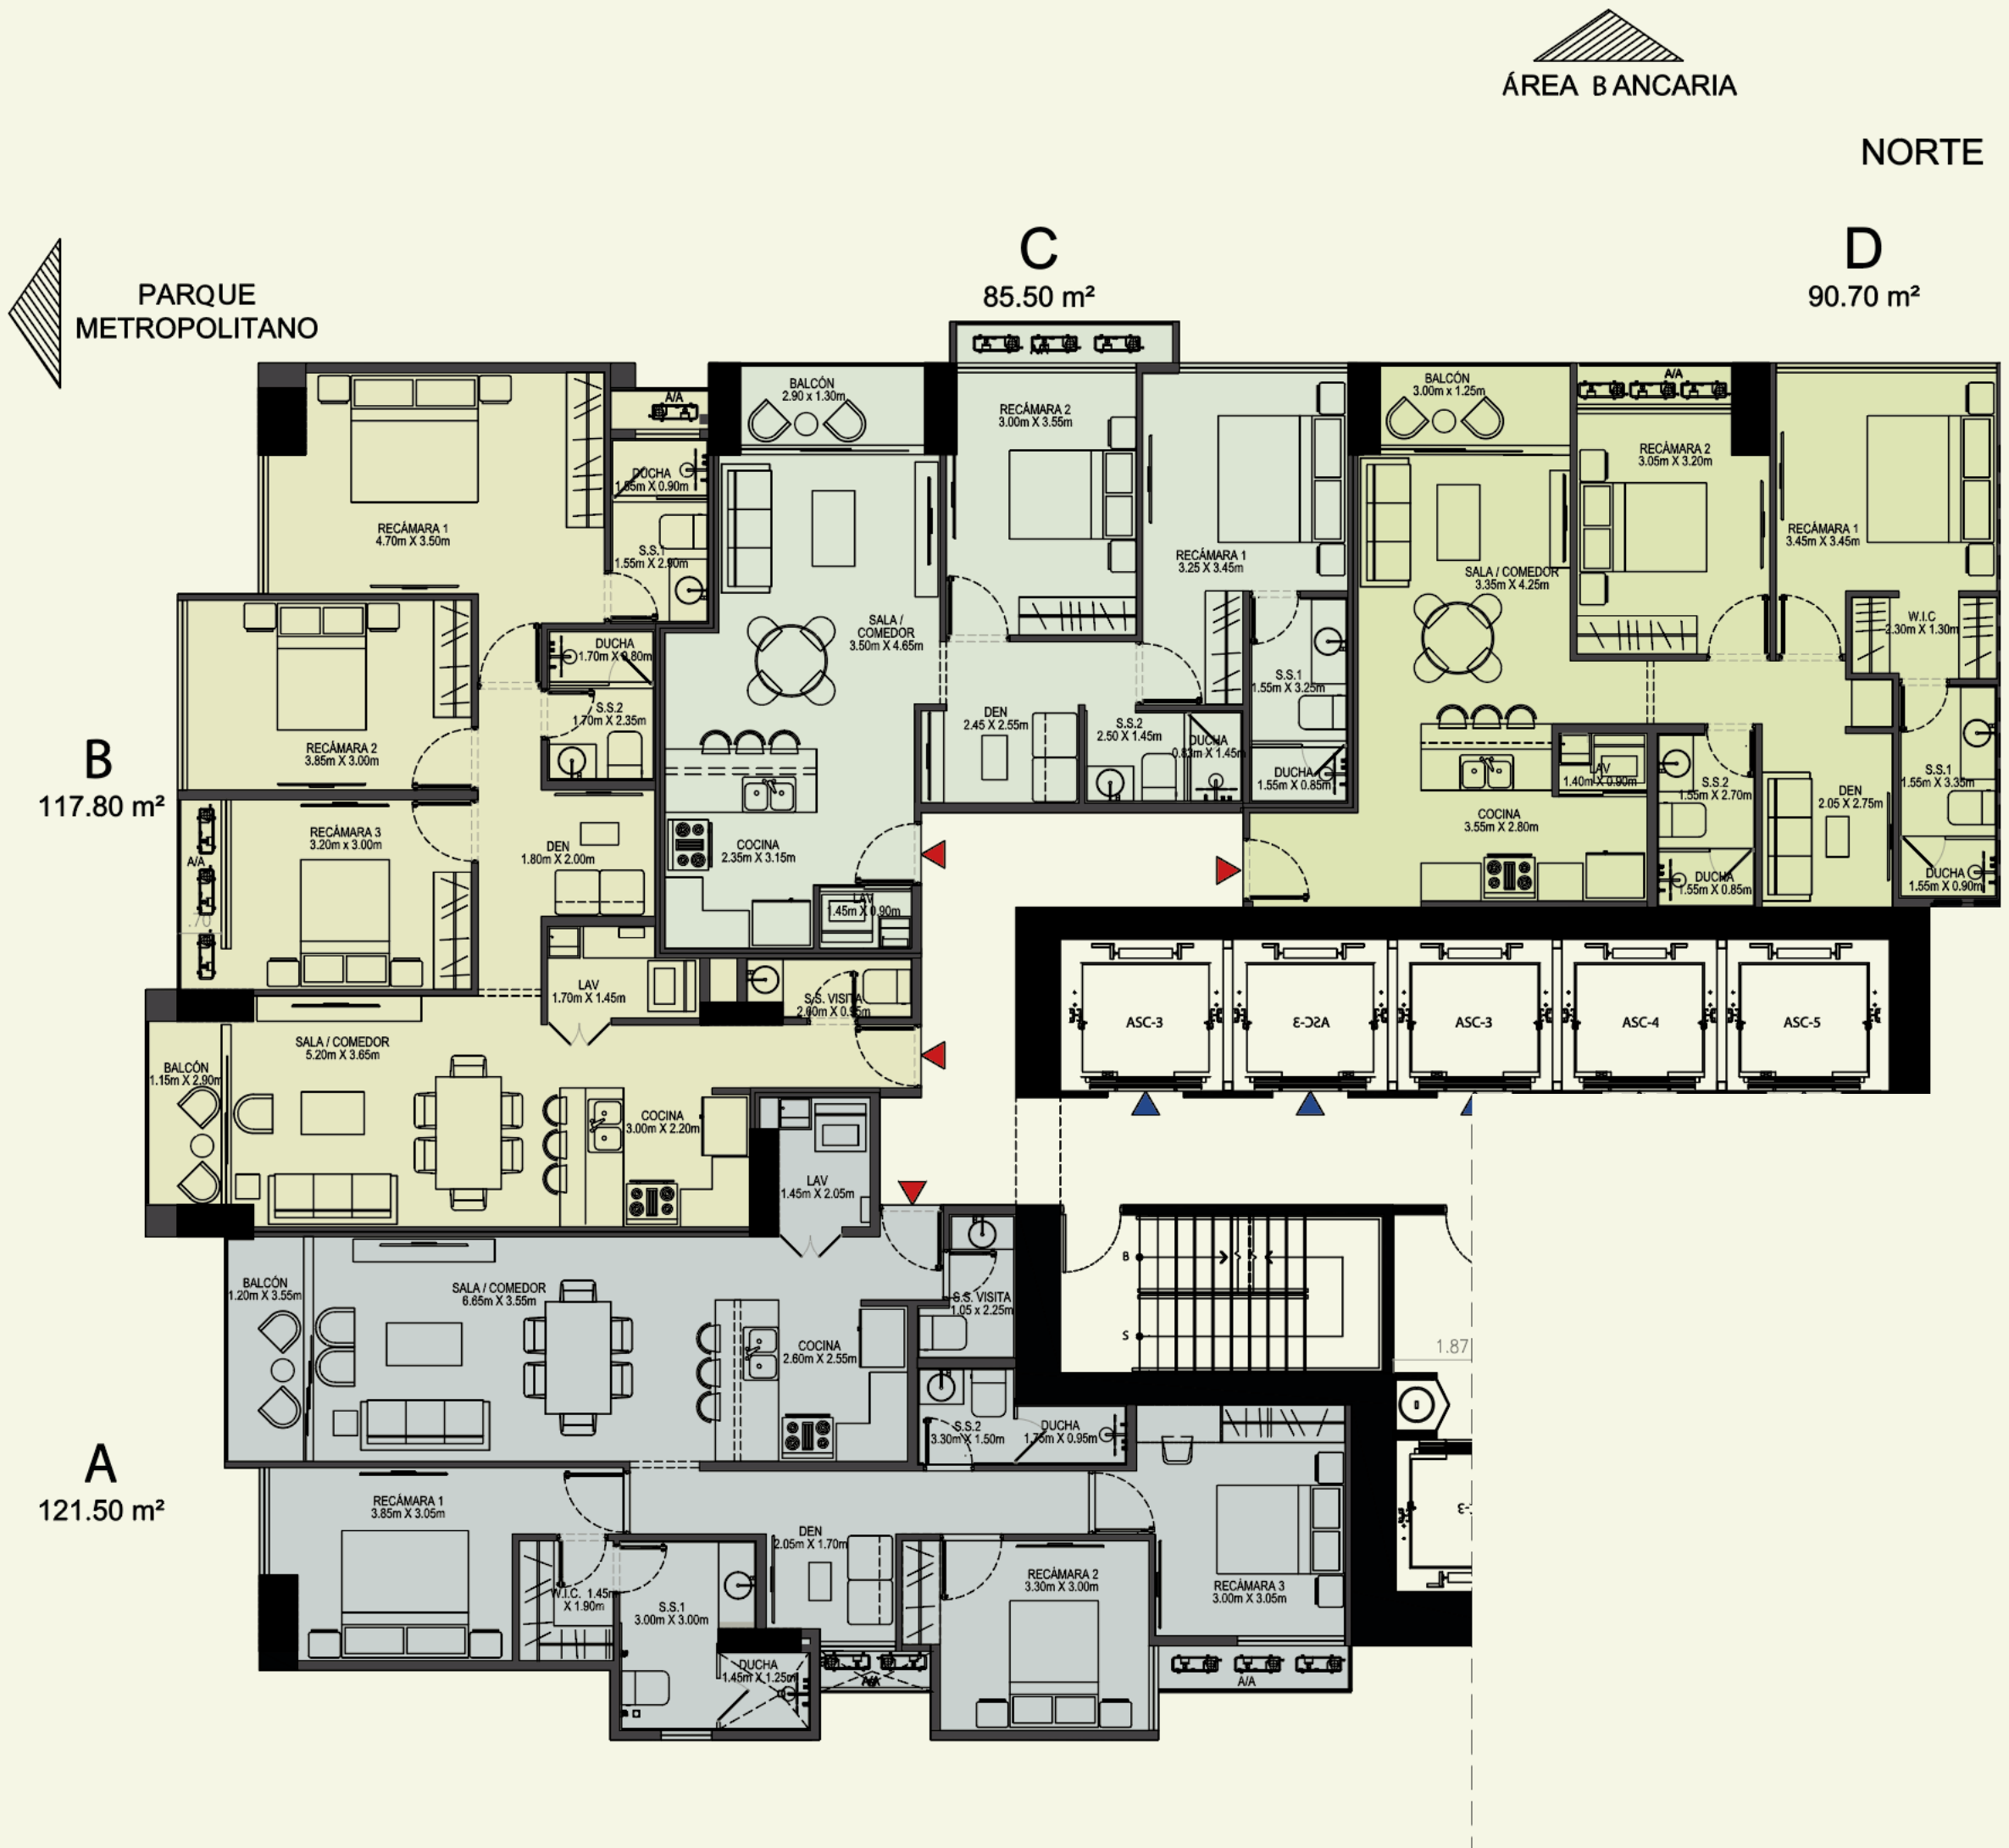 ÁREA BANCARIA
NORTE
PARQUE
METROPOLITANO
C
85.50 m²
D
90.70 m²
B
117.80 m²
A
121.50 m²
RECÁMARA 1
4.70m X 3.50m
A/A
DUCHA
S.S.1
1.55m X 2.90m
RECÁMARA 2
3.85m X 3.00m
DUCHA
1.70m X 0.80m
S.S.2
1.70m X 2.35m
RECÁMARA 3
3.20m x 3.00m
A/A
.70
DEN
1.80m X 2.00m
LAV
1.70m X 1.45m
S.S. VISITA
SALA / COMEDOR
5.20m X 3.65m
BALCÓN
1.15m X 2.90m
COCINA
3.00m X 2.20m
BALCÓN
2.90 x 1.30m
SALA /
COMEDOR
3.50m X 4.65m
COCINA
2.35m X 3.15m
LAV
1.45m X 0.90m
RECÁMARA 2
3.00m X 3.55m
RECÁMARA 1
3.25 X 3.45m
DEN
2.45 X 2.55m
S.S.2
2.50 X 1.45m
DUCHA
S.S.1
1.55m X 3.25m
DUCHA
1.55m X 0.85m
BALCÓN
3.00m x 1.25m
SALA / COMEDOR
3.35m X 4.25m
A/A
RECÁMARA 2
3.05m X 3.20m
RECÁMARA 1
3.45m X 3.45m
W.I.C
2.30m X 1.30m
COCINA
3.55m X 2.80m
LAV
1.40m X 0.90m
S.S.2
1.55m X 2.70m
DUCHA
1.55m X 0.85m
DEN
2.05 X 2.75m
S.S.1
1.55m X 3.35m
DUCHA
1.55m X 0.90m
ASC-3
ASC-3
ASC-3
ASC-4
ASC-5
LAV
1.45m X 2.05m
BALCÓN
1.20m X 3.55m
SALA / COMEDOR
6.65m X 3.55m
COCINA
2.60m X 2.55m
S.S. VISITA
1.05 x 2.25m
S.S.2
3.30m X 1.50m
DUCHA
1.75m X 0.95m
B
S
1.87
RECÁMARA 1
3.85m X 3.05m
W.I.C. 1.45m
X 1.90m
S.S.1
3.00m X 3.00m
DUCHA
1.45m X 1.25m
DEN
2.05m X 1.70m
A/A
RECÁMARA 2
3.30m X 3.00m
RECÁMARA 3
3.00m X 3.05m
A/A